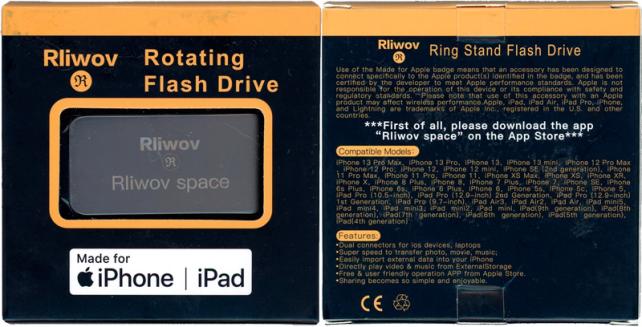 Rliwov
Rotating
Flash Drive
Rliwov
Rliwov space
Made for
iPhone | iPad
Rliwov
Ring Stand Flash Drive
Use of the Made for Apple badge means that an accessory has been designed to
connect specifically to the Apple product(s) identified in the badge, and has been
certified by the developer to meet Apple performance standards. Apple is not
responsible for the operation of this device or its compliance with safety and
regulatory standards. Please note that use of this accessory with an Apple
product may affect wireless performance.Apple, iPad, iPad Air, iPad Pro, iPhone,
and Lightning are trademarks of Apple Inc., registered in the U.S. and other
countries.
***First of all, please download the app
“Rliwov space” on the App Store***
Compatible Models:
iPhone 13 Pro Max, iPhone 13 Pro, iPhone 13, iPhone 13 mini, iPhone 12 Pro Max
, iPhone 12 Pro, iPhone 12, iPhone 12 mini, iPhone SE (2nd generation), iPhone
11 Pro Max, iPhone 11 Pro, iPhone 11, iPhone XS Max, iPhone XS, iPhone XR,
iPhone X, iPhone 8 Plus, iPhone 8, iPhone 7 Plus, iPhone 7, iPhone SE, iPhone
6s Plus, iPhone 6s, iPhone 6 Plus, iPhone 6, iPhone 5s, iPhone 5c, iPhone 5,
iPad Pro (10.5-inch), iPad Pro (12.9-inch) 2nd Generation, iPad Pro (12.9-inch)
1st Generation, iPad Pro (9.7-inch), iPad Air3, iPad Air2, iPad Air, iPad mini5,
iPad mini4, iPad mini3, iPad mini2, iPad mini, iPad(9th generation), iPad(8th
generation),iPad(7th generation), iPad(6th generation), iPad(5th generation),
iPad(4th generation)
Features:
•Dual connectors for ios devices, laptops;
•Super speed to transfer photo, movie, music;
•Easily import external data into your iPhone
•Directly play video & music from ExternalStorage
•Free & user friendly operation APP from Apple Store.
•Sharing becomes so simple and enjoyable.
CE